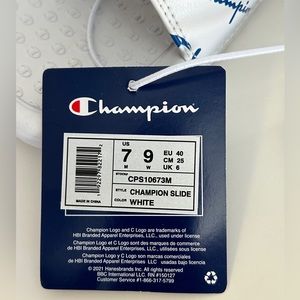 Champion
Champion
US
7
M
9
W
EU 40
CM 25
UK 6
STOCK#
CPS10673M
STYLE
CHAMPION SLIDE
COLOR
WHITE
MADE IN CHINA
Champion Logo and C Logo are trademarks of
HBI Branded Apparel Enterprises, LLC., used under license
Champion Logo et C Logo sont des marques de commerce
de HBI Branded Apparel Enterprises, LLC., utilisées sous
licence
Champion Logo y C Logo son marcas registradas de
HBI Branded Apparel Enterprises, LLC., usadas bajo licencia
© 2021 Hanesbrands Inc. All rights reserved.
BBC International LLC. RN #150127
Customer Service #1-866-317-5799